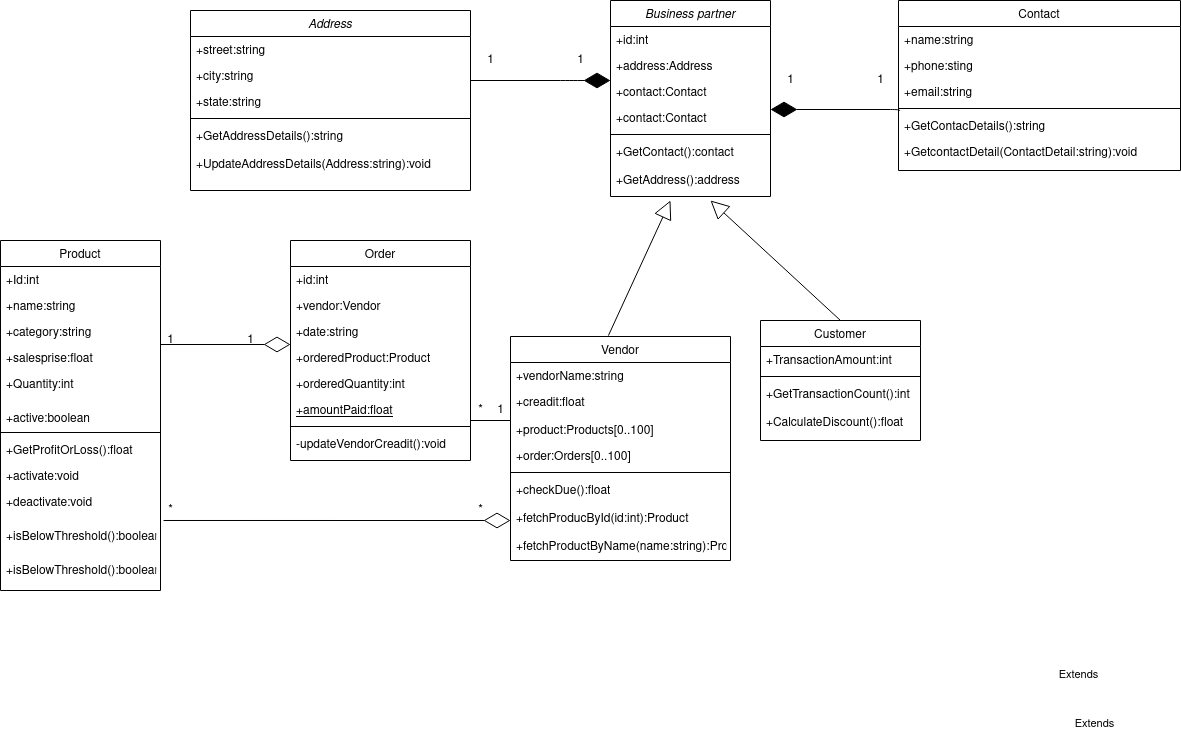 Address
+street:string
+city:string
+state:string
+GetAddressDetails():string
+UpdateAddressDetails(Address:string):void
1
1
Business partner
+id:int
+address:Address
+contact:Contact
+contact:Contact
+GetContact():contact
+GetAddress():address
1
1
Contact
+name:string
+phone:sting
+email:string
+GetContacDetails():string
+GetcontactDetail(ContactDetail:string):void
Product
+Id:int
+name:string
+category:string
+salesprise:float
+Quantity:int
+active:boolean
+GetProfitOrLoss():float
+activate:void
+deactivate:void
+isBelowThreshold():boolear
+isBelowThreshold():boolear
1
1
Order
+id:int
+vendor:Vendor
+date:string
+orderedProduct:Product
+orderedQuantity:int
+amountPaid:float
-updateVendorCreadit():void
*
1
*
*
Vendor
+vendorName:string
+creadit:float
+product:Products[0..100]
+order:Orders[0..100]
+checkDue():float
+fetchProducById(id:int):Product
+fetchProductByName(name:string):Prc
Customer
+TransactionAmount:int
+GetTransactionCount():int
+CalculateDiscount():float
Extends
Extends